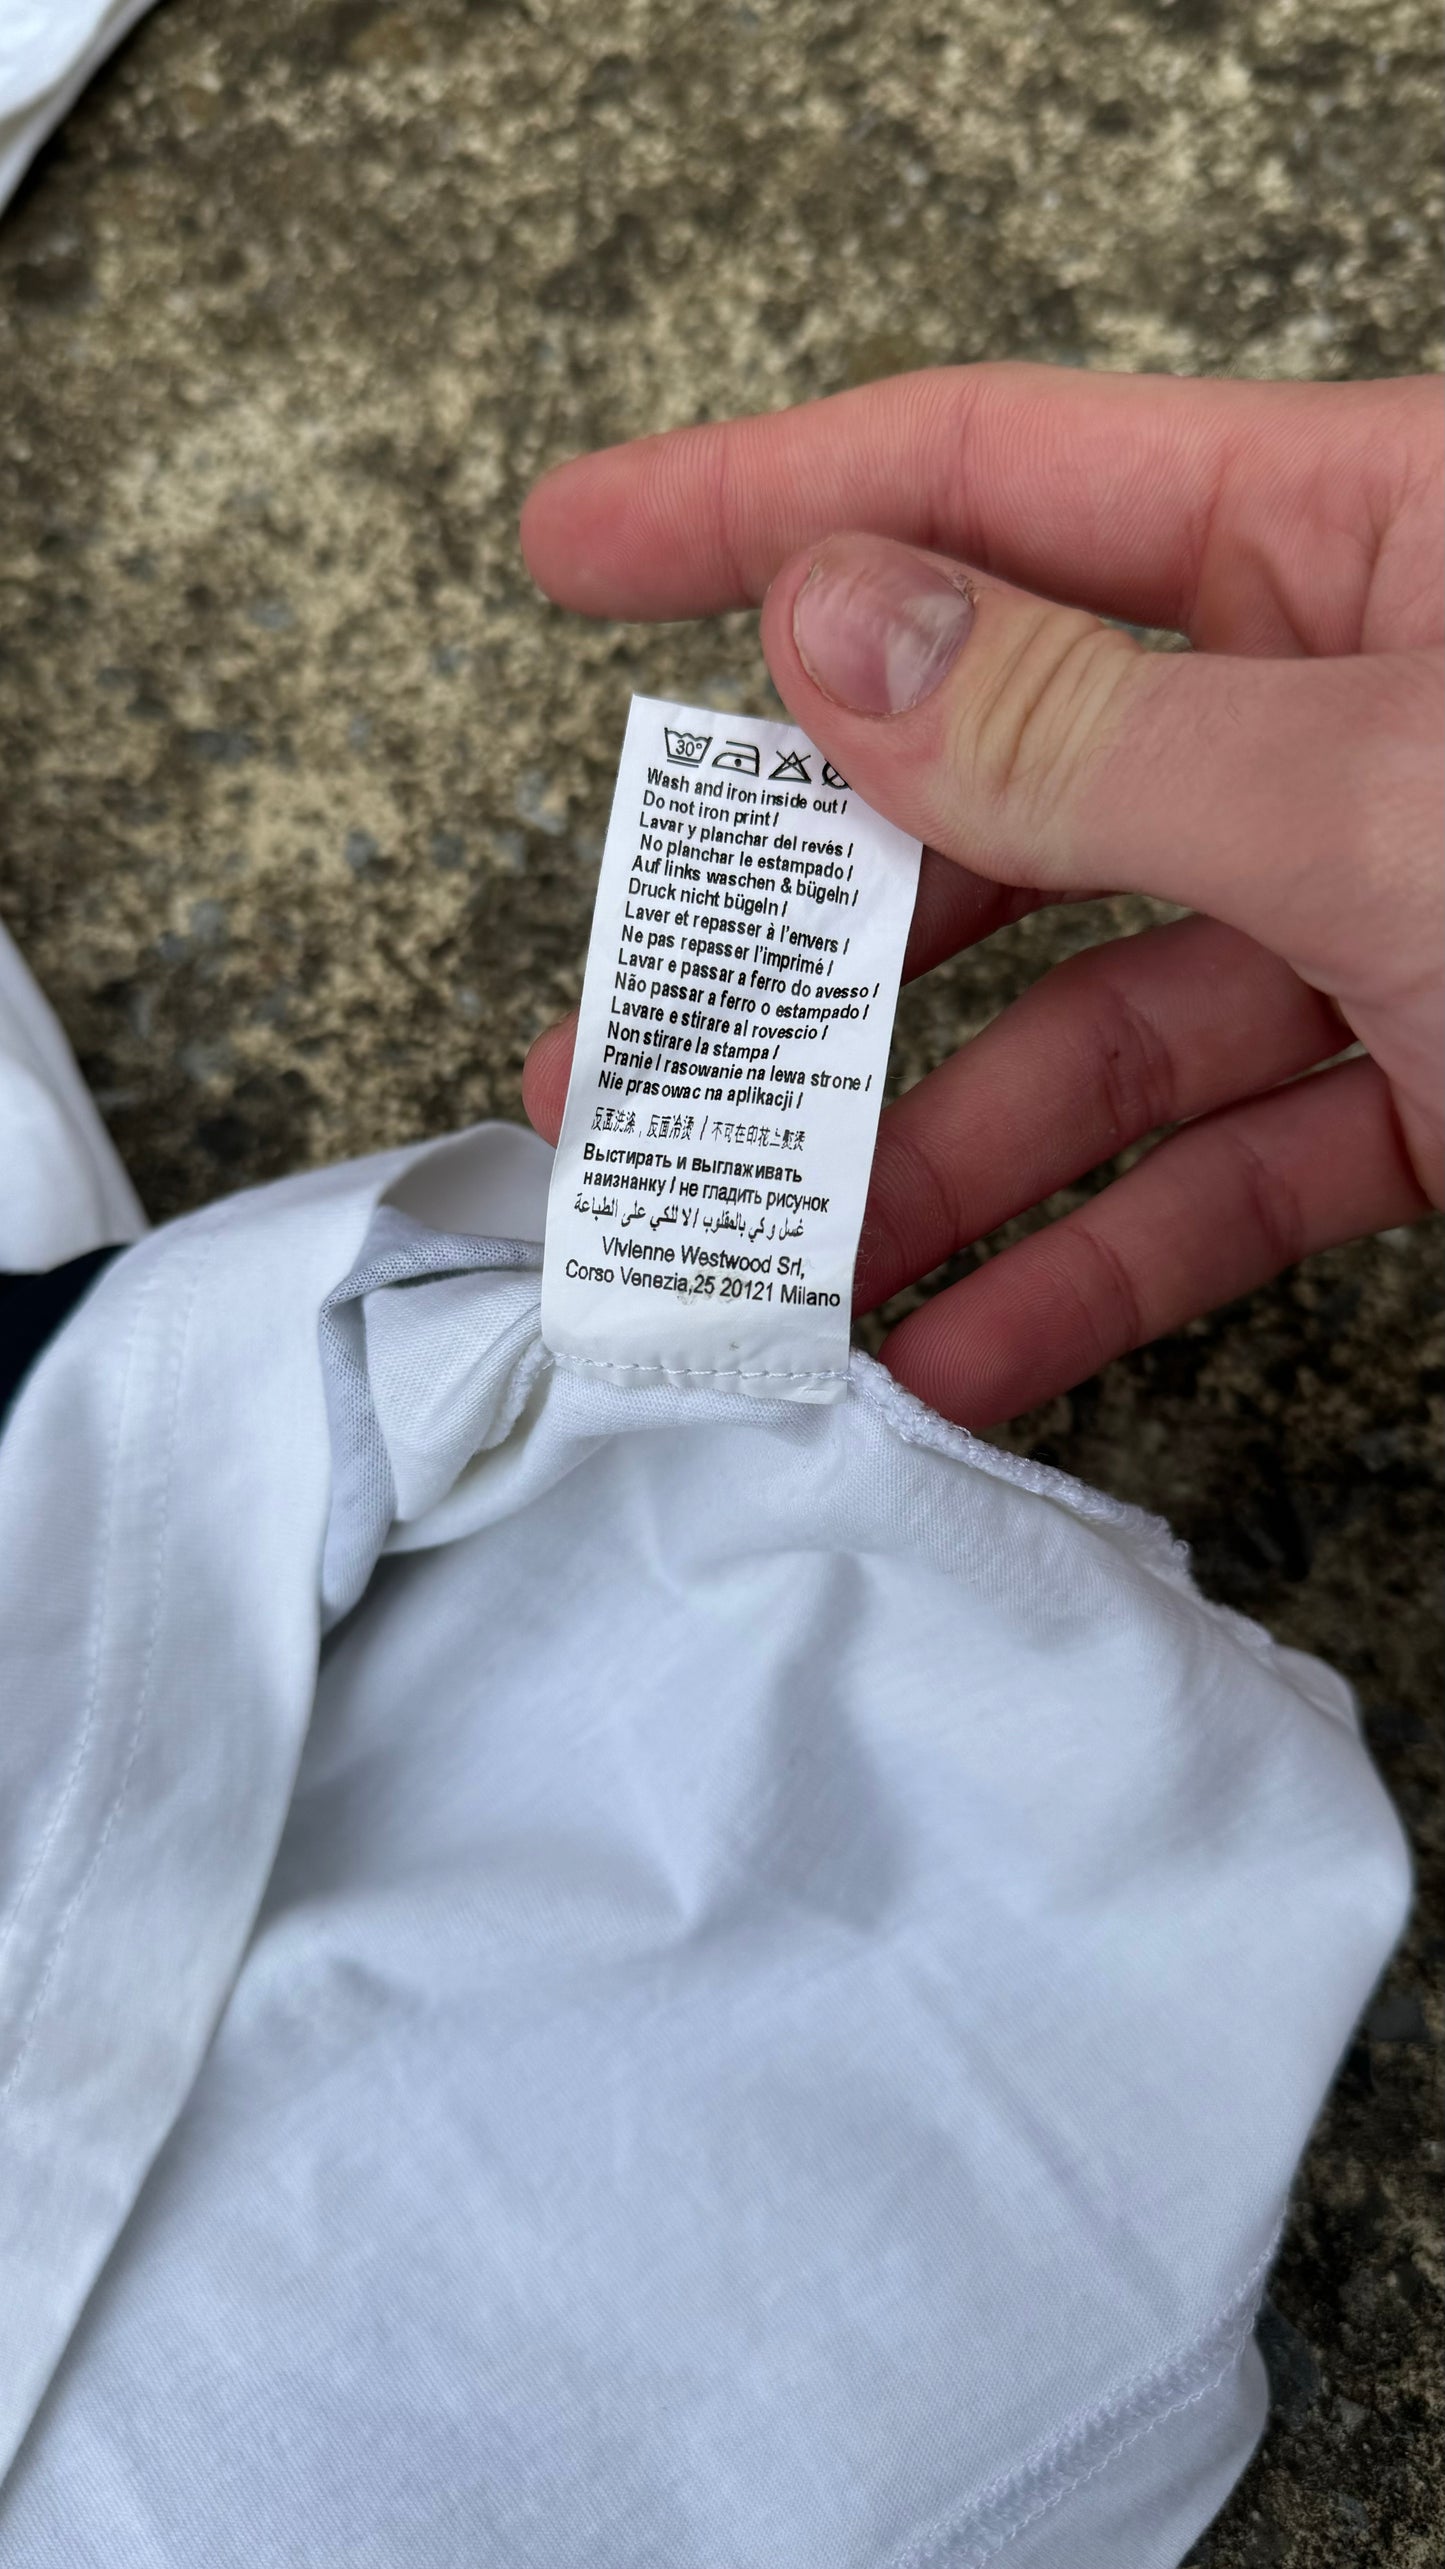 30°
Wash and iron inside out /
Do not iron print /
Lavar y planchar del revés /
No planchar le estampado /
Auf links waschen & bügeln /
Druck nicht bügeln /
Laver et repasser à l'envers /
Ne pas repasser l'imprimé /
Lavar e passar a ferro do avesso /
Não passar a ferro o estampado /
Lavare e stirare al rovescio /
Non stirare la stampa /
Pranie I rasowanie na lewa strone /
Nie prasowac na aplikacji /
反面洗涤，反面冷烫 / 不可在印花上熨烫
Выстирать и выглаживать
наизнанку / не гладить рисунок
غسل و كي بالمقلوب / لا للكي على الطباعة
Vivienne Westwood Srl,
Corso Venezia,25 20121 Milano